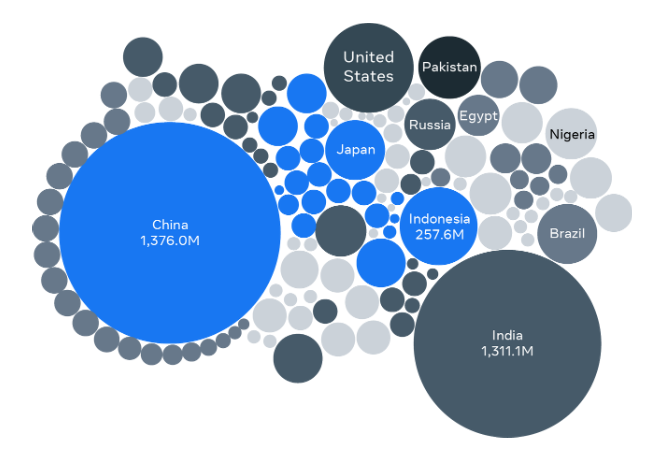 United
States
Pakistan
Russia
Egypt
Nigeria
Japan
China
1,376.0M
Indonesia
257.6M
Brazil
India
1,311.1M